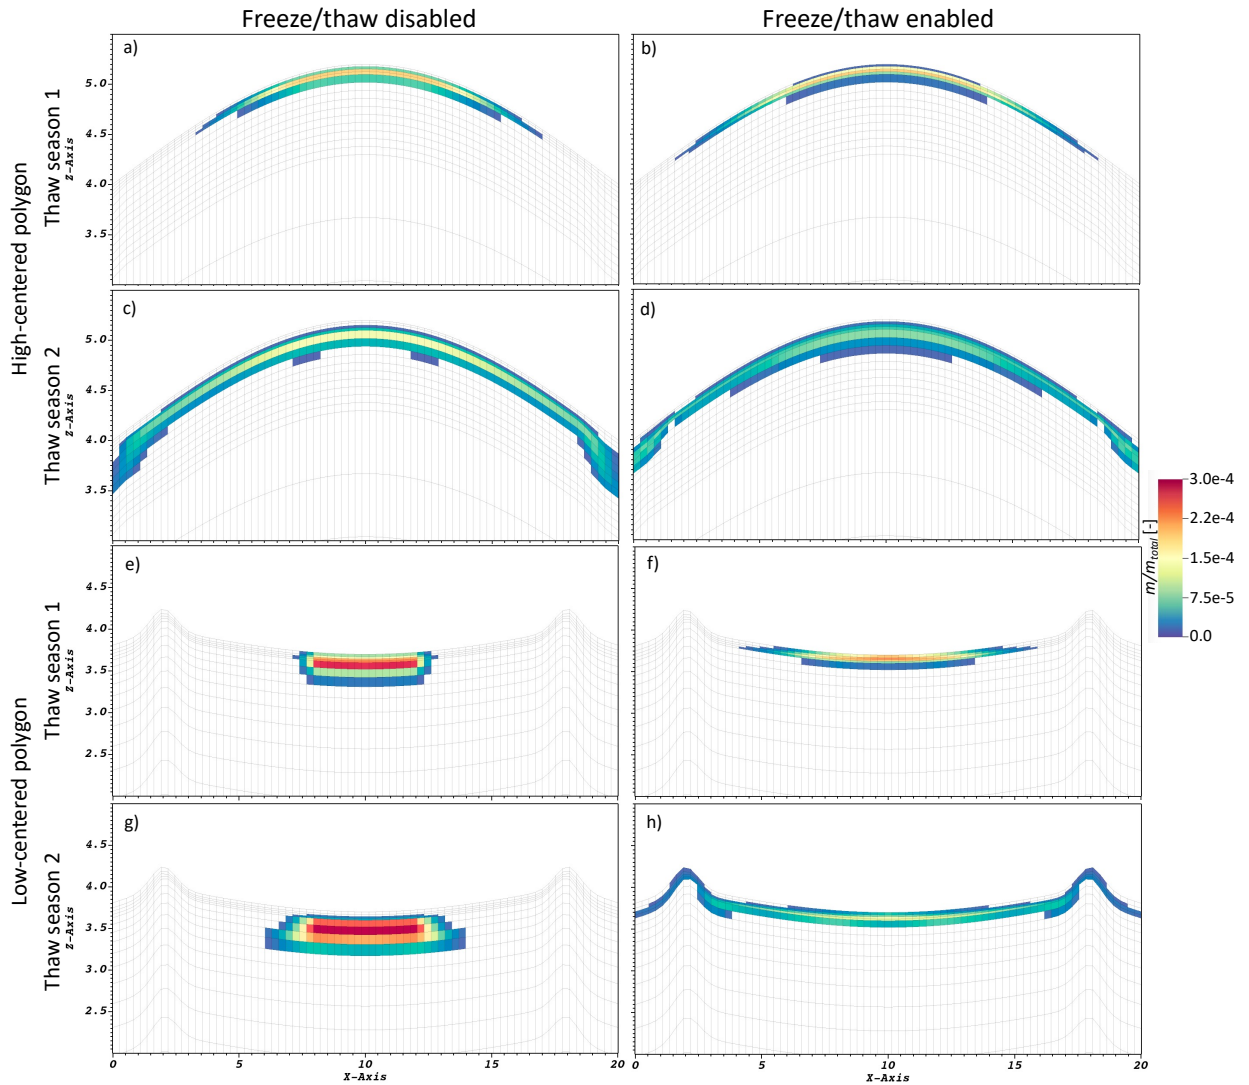 Freeze/thaw disabled
Freeze/thaw enabled
High-centered polygon
Thaw season 1
Z-Axis
a)
5.0
4.5
4.0
3.5
b)
Thaw season 2
Z-Axis
c)
5.0
4.5
4.0
3.5
d)
m/m_total [-]
3.0e-4
2.2e-4
1.5e-4
7.5e-5
0.0
Low-centered polygon
Thaw season 1
Z-Axis
e)
4.5
4.0
3.5
3.0
2.5
f)
Thaw season 2
Z-Axis
g)
4.5
4.0
3.5
3.0
2.5
h)
0 5 10 15 20
X-Axis
5 10 15 20
X-Axis